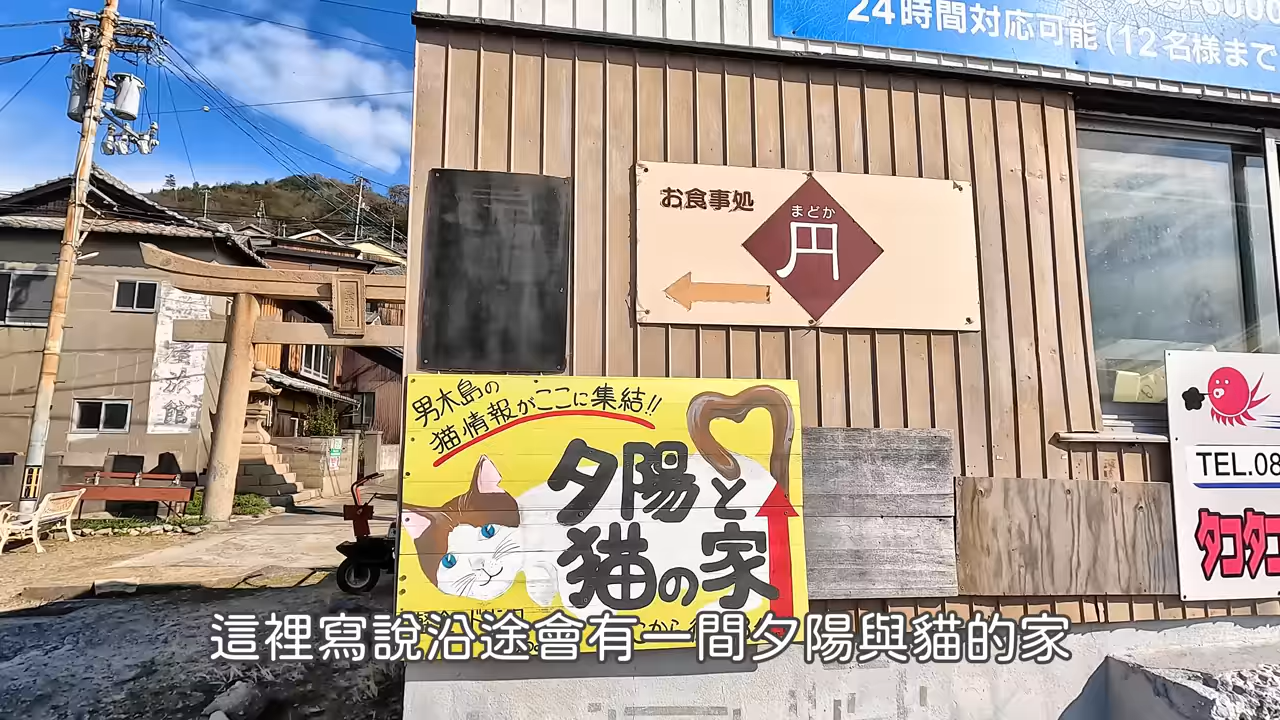 24時間対応可能(12名様まで
お食事処
まどか
円
男木島の
猫情報がここに集結!!
夕陽と
猫の家
TEL.08
タコタコ
旅館
這裡寫說沿途會有一間夕陽與貓的家